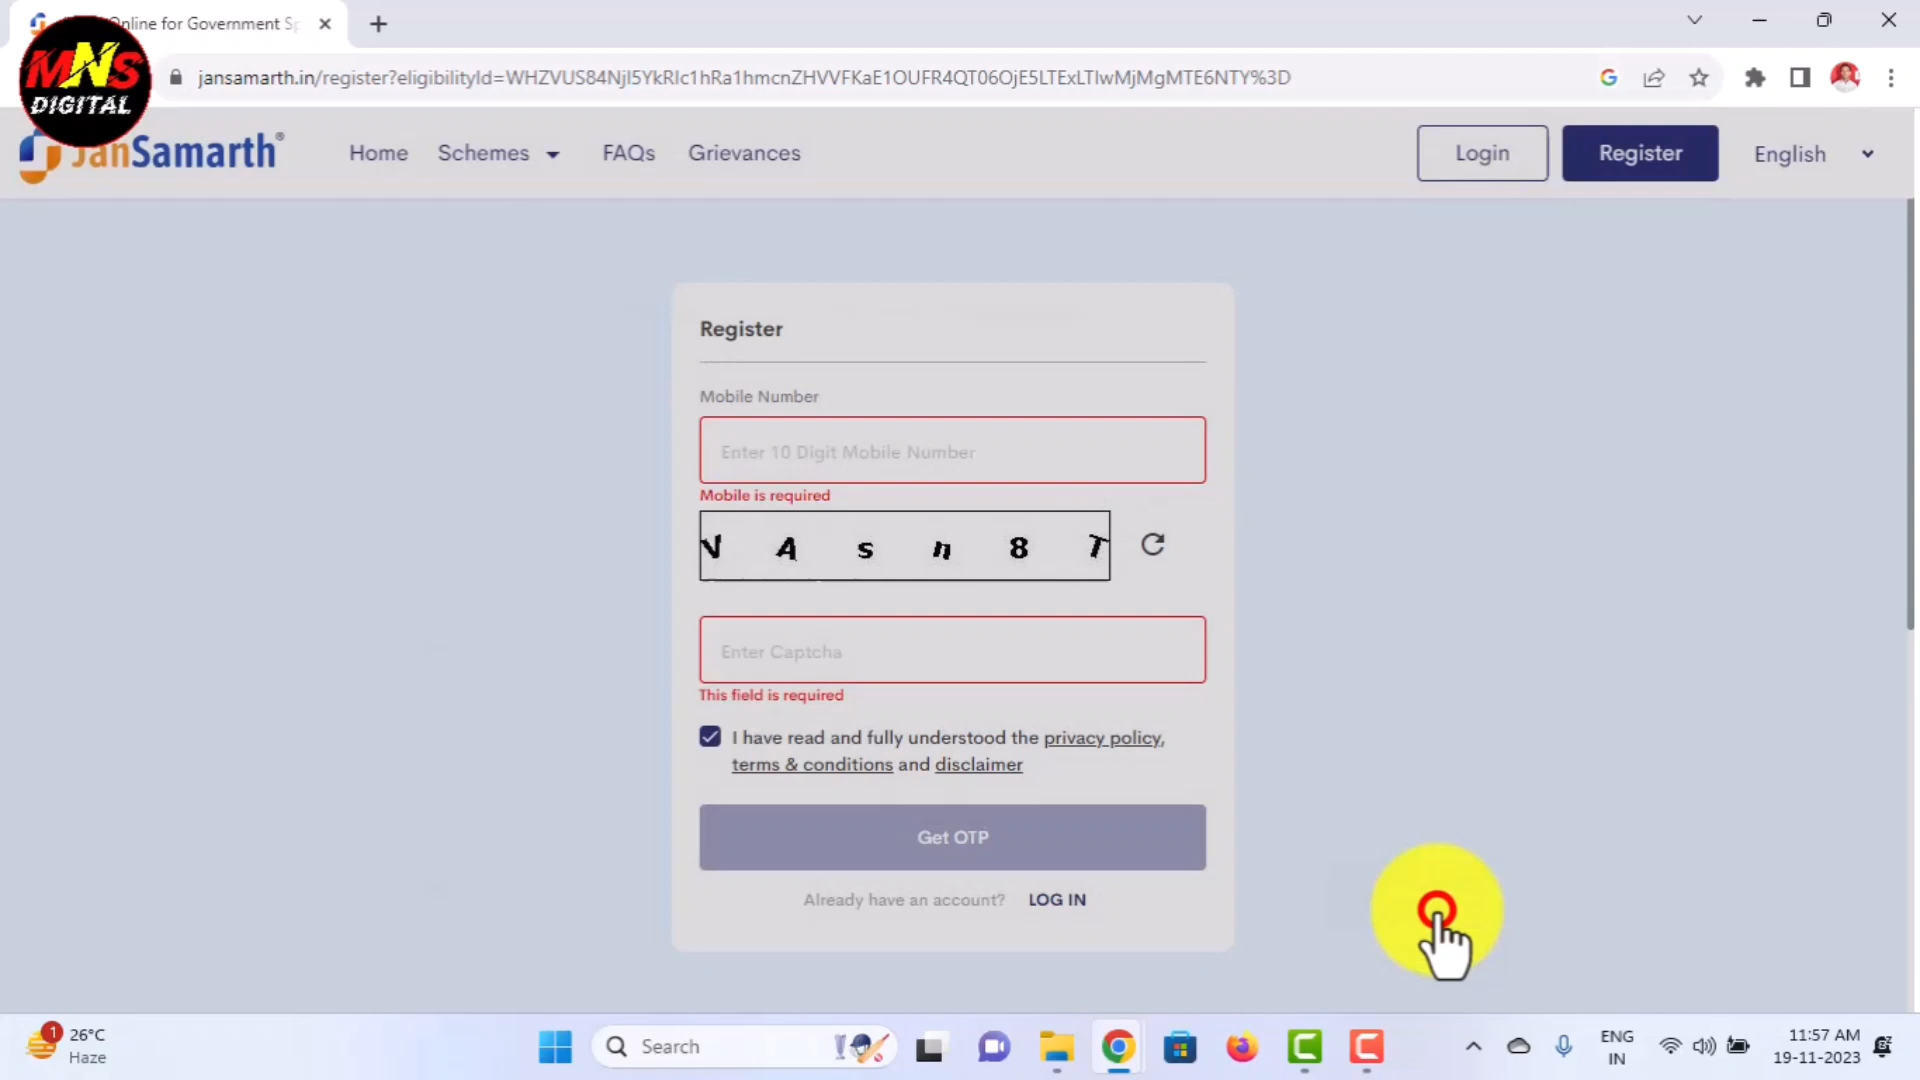 Online for Government Sp
MNS
DIGITAL
jansamarth.in/register?eligibilityId=WHZVUS84NjI5YkRIc1hRa1hmcnZHVVFKaE1OUFR4QT06OjE5LTExLTIwMjMgMTE6NTY%3D
JanSamarth®
Home
Schemes
FAQs
Grievances
Login
Register
English
Register
Mobile Number
Enter 10 Digit Mobile Number
Mobile is required
V A s n 8 T
Enter Captcha
This field is required
I have read and fully understood the privacy policy,
terms & conditions and disclaimer
Get OTP
Already have an account? LOG IN
1
26°C
Haze
Search
ENG
IN
11:57 AM
19-11-2023